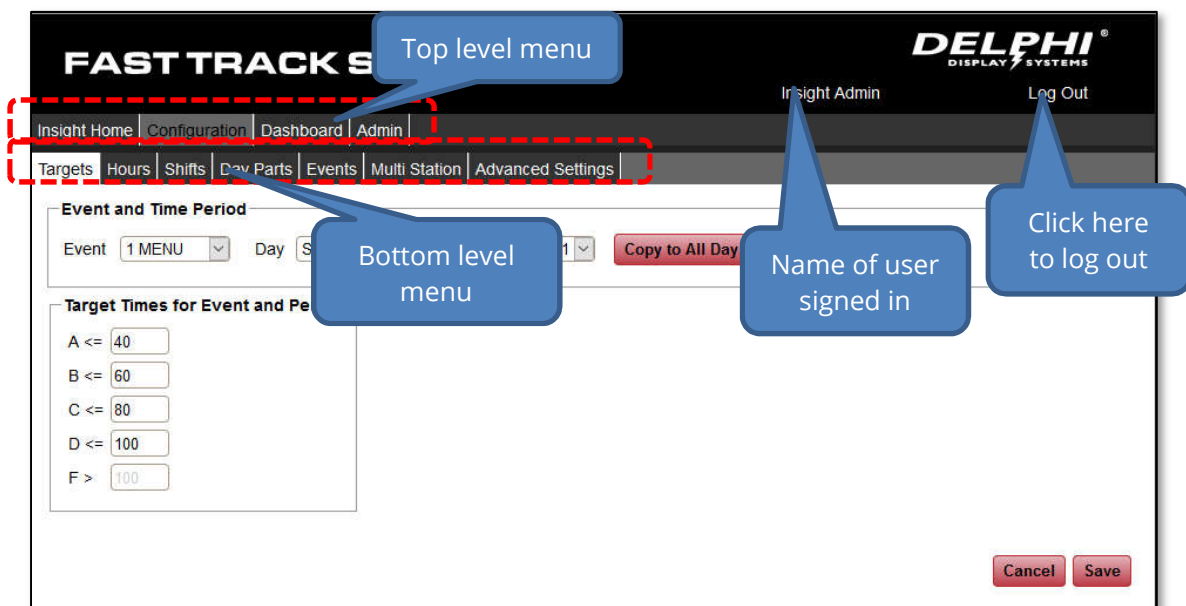 FAST TRACK S
Top level menu
DELPHI®
DISPLAY SYSTEMS
Insight Admin
Log Out
Insight Home Configuration Dashboard Admin
Targets Hours Shifts Day Parts Events Multi Station Advanced Settings
Event and Time Period
Event 1 MENU Day S 1 Copy to All Day
Bottom level
menu
Name of user
signed in
Click here
to log out
Target Times for Event and Pe
A <= 40
B <= 60
C <= 80
D <= 100
F > 100
Cancel Save